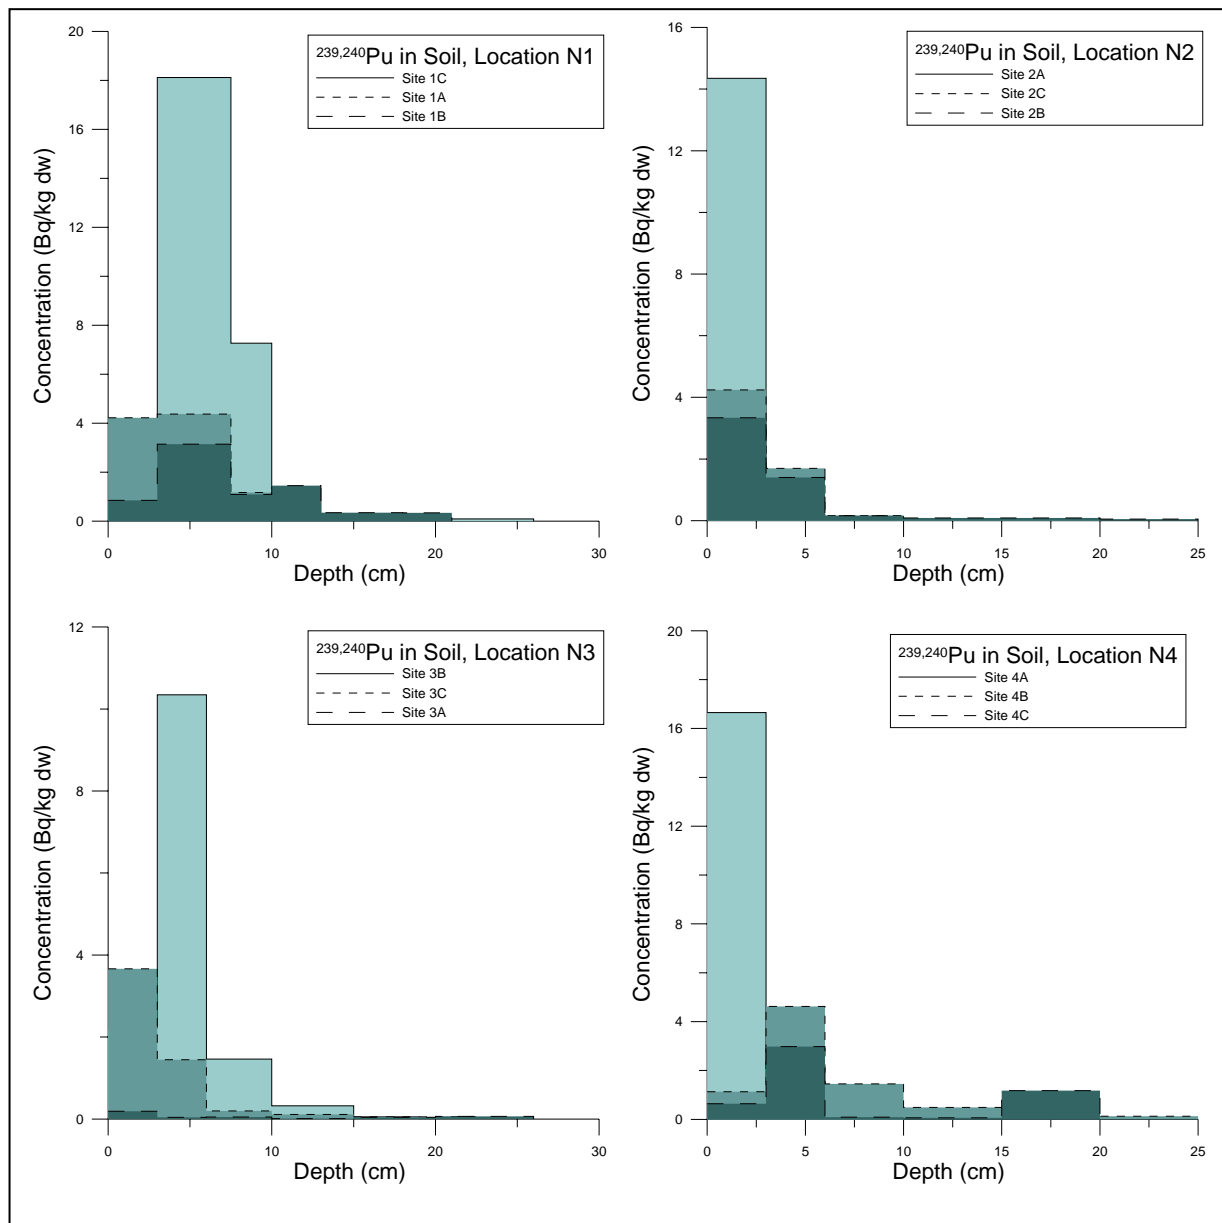 239,240Pu in Soil, Location N1
Site 1C
Site 1A
Site 1B
Concentration (Bq/kg dw)
20
16
12
8
4
0
0 10 20 30
Depth (cm)
239,240Pu in Soil, Location N2
Site 2A
Site 2C
Site 2B
Concentration (Bq/kg dw)
16
12
8
4
0
0 5 10 15 20 25
Depth (cm)
239,240Pu in Soil, Location N3
Site 3B
Site 3C
Site 3A
Concentration (Bq/kg dw)
12
8
4
0
0 10 20 30
Depth (cm)
239,240Pu in Soil, Location N4
Site 4A
Site 4B
Site 4C
Concentration (Bq/kg dw)
20
16
12
8
4
0
0 5 10 15 20 25
Depth (cm)